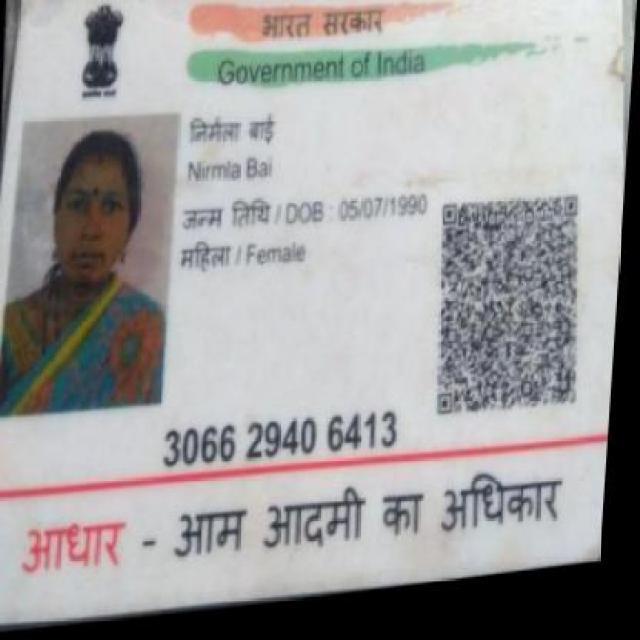 भारत सरकार
Government of India
निर्मला बाई
Nirmla Bai
जन्म तिथि / DOB : 05/07/1990
महिला / Female
3066 2940 6413
आधार - आम आदमी का अधिकार